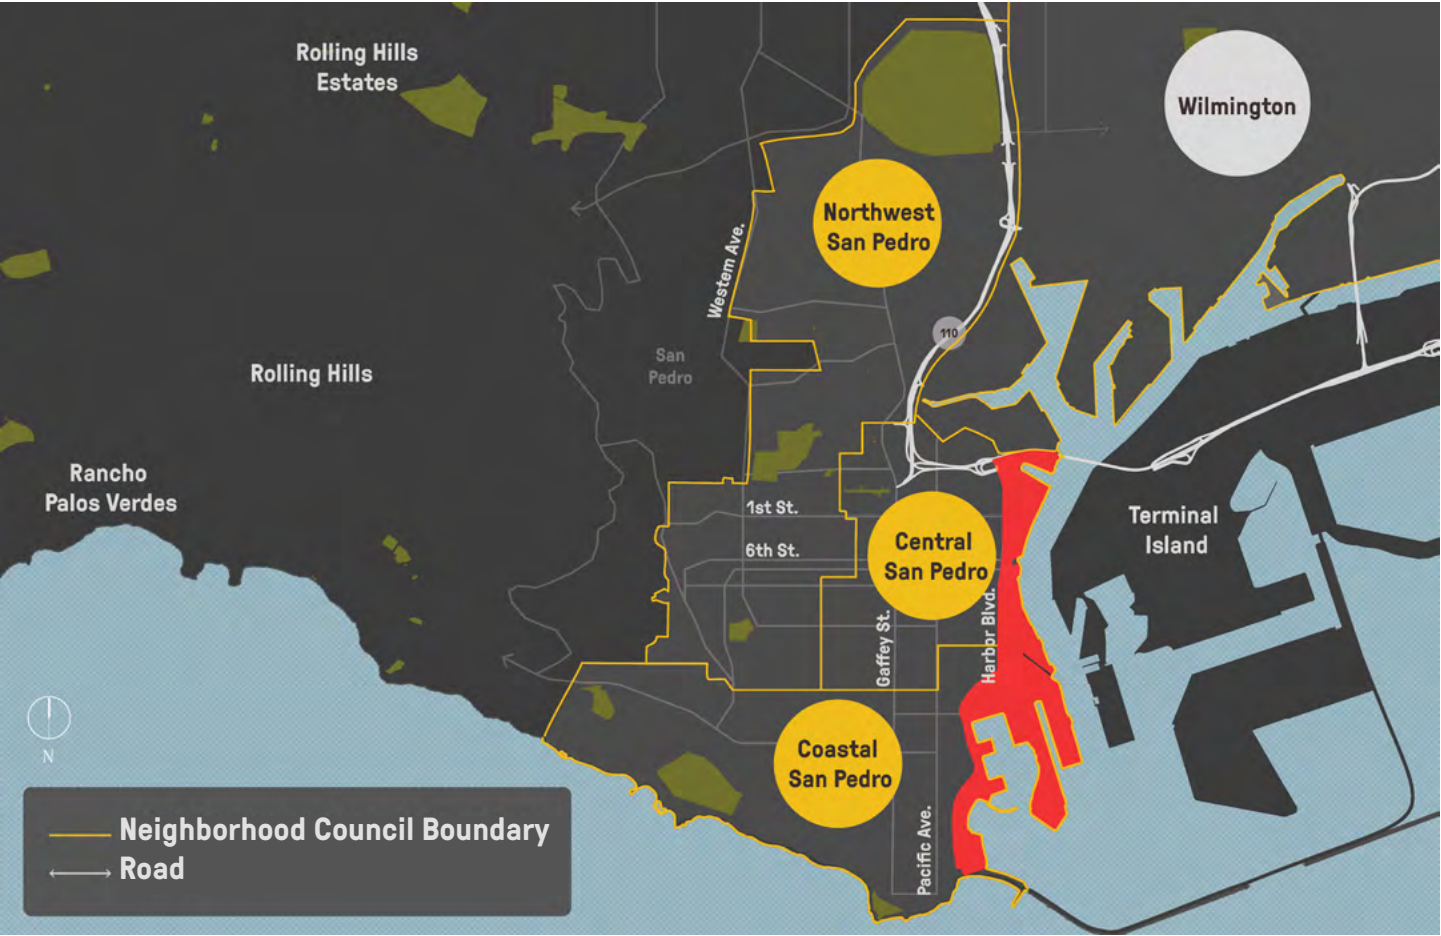 Rolling Hills
Estates
Wilmington
Northwest
San Pedro
Western Ave.
110
San
Pedro
Rolling Hills
Rancho
Palos Verdes
1st St.
6th St.
Central
San Pedro
Terminal
Island
Gaffey St.
Harbor Blvd.
Coastal
San Pedro
Pacific Ave.
N
Neighborhood Council Boundary
Road